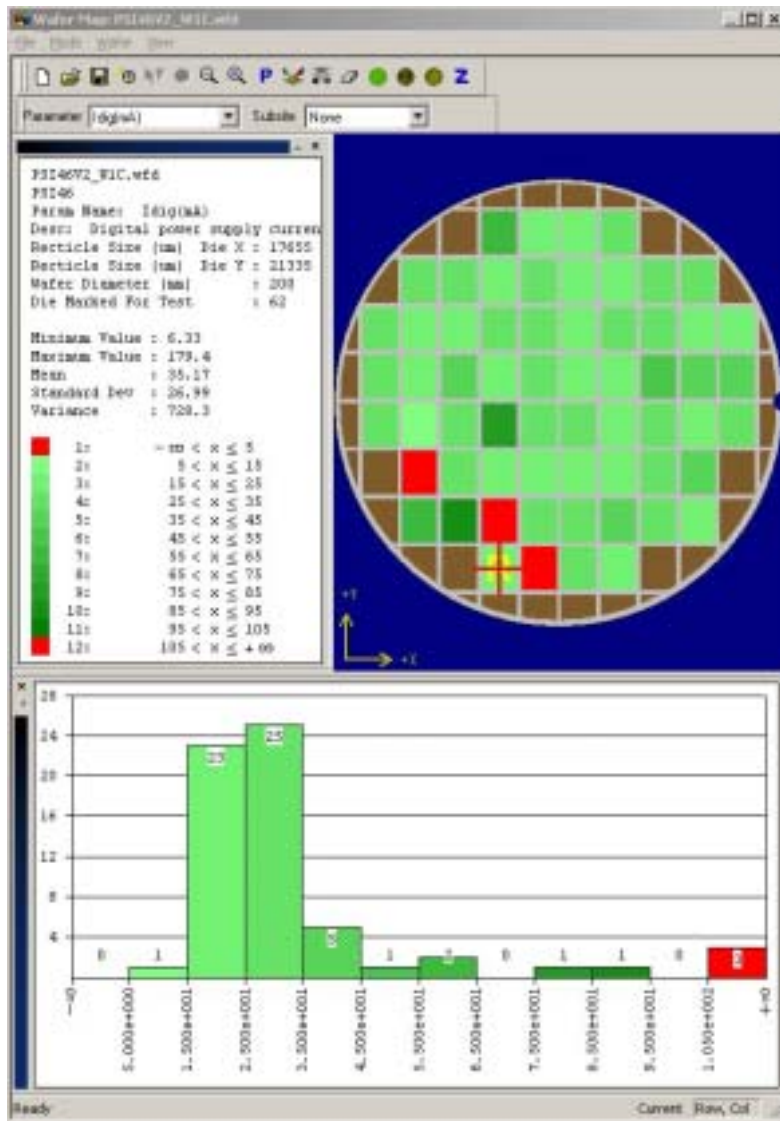 Wafer Map: PSI46V2_W1C.wfd
File Mode Wafer View
P Z
Parameter Idig(mA) Subsite None
PSI46V2_W1C.wfd
PSI46
Param Name: Idig(mA)
Desc: Digital power supply curren
Recticle Size (um) Die X : 17655
Recticle Size (um) Die Y : 21335
Wafer Diameter (mm) : 200
Die Marked For Test : 62
Minimum Value : 6.33
Maximum Value : 179.4
Mean : 35.17
Standard Dev : 26.99
Variance : 728.3
1: -∞ < x ≤ 5
2: 5 < x ≤ 15
3: 15 < x ≤ 25
4: 25 < x ≤ 35
5: 35 < x ≤ 45
6: 45 < x ≤ 55
7: 55 < x ≤ 65
8: 65 < x ≤ 75
9: 75 < x ≤ 85
10: 85 < x ≤ 95
11: 95 < x ≤ 105
12: 105 < x ≤ +∞
+Y
+X
28
24
20
16
12
8
4
0 1 23 25 5 1 2 0 1 1 0 3
-∞ 5.000e+000 1.500e+001 2.500e+001 3.500e+001 4.500e+001 5.500e+001 6.500e+001 7.500e+001 8.500e+001 9.500e+001 1.050e+002 +∞
Ready Current Row, Col